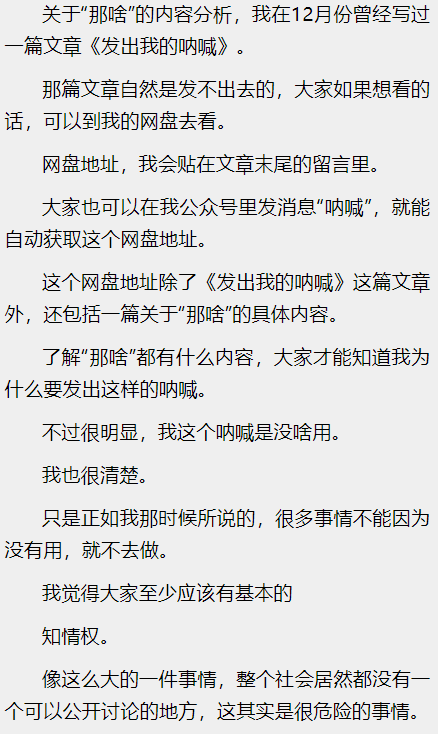 关于“那啥”的内容分析，我在12月份曾经写过
一篇文章《发出我的呐喊》。
那篇文章自然是发不出去的，大家如果想看的
话，可以到我的网盘去看。
网盘地址，我会贴在文章末尾的留言里。
大家也可以在我公众号里发消息“呐喊”，就能
自动获取这个网盘地址。
这个网盘地址除了《发出我的呐喊》这篇文章
外，还包括一篇关于“那啥”的具体内容。
了解“那啥”都有什么内容，大家才能知道我为
什么要发出这样的呐喊。
不过很明显，我这个呐喊是没啥用。
我也很清楚。
只是正如我那时候所说的，很多事情不能因为
没有用，就不去做。
我觉得大家至少应该有基本的
知情权。
像这么大的一件事情，整个社会居然都没有一
个可以公开讨论的地方，这其实是很危险的事情。